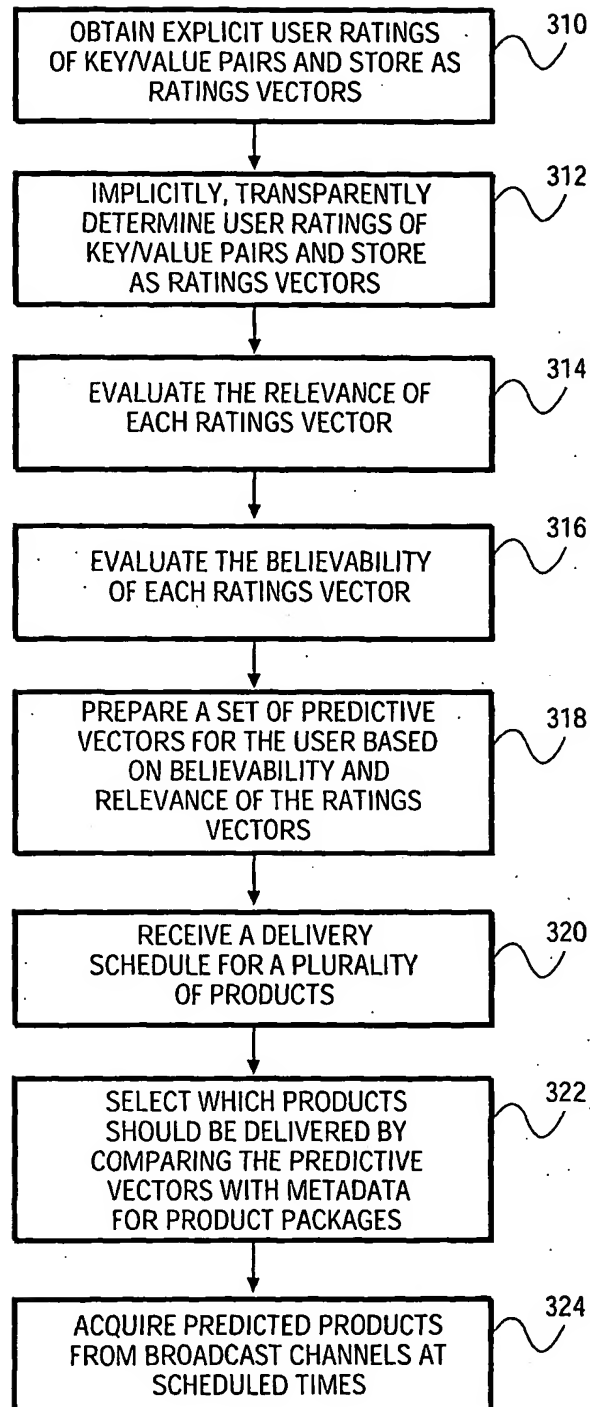 OBTAIN EXPLICIT USER RATINGS
OF KEY/VALUE PAIRS AND STORE AS
RATINGS VECTORS
310
IMPLICITLY, TRANSPARENTLY
DETERMINE USER RATINGS OF
KEY/VALUE PAIRS AND STORE
AS RATINGS VECTORS
312
EVALUATE THE RELEVANCE OF
EACH RATINGS VECTOR
314
EVALUATE THE BELIEVABILITY
OF EACH RATINGS VECTOR
316
PREPARE A SET OF PREDICTIVE
VECTORS FOR THE USER BASED
ON BELIEVABILITY AND
RELEVANCE OF THE RATINGS
VECTORS
318
RECEIVE A DELIVERY
SCHEDULE FOR A PLURALITY
OF PRODUCTS
320
SELECT WHICH PRODUCTS
SHOULD BE DELIVERED BY
COMPARING THE PREDICTIVE
VECTORS WITH METADATA
FOR PRODUCT PACKAGES
322
ACQUIRE PREDICTED PRODUCTS
FROM BROADCAST CHANNELS AT
SCHEDULED TIMES
324